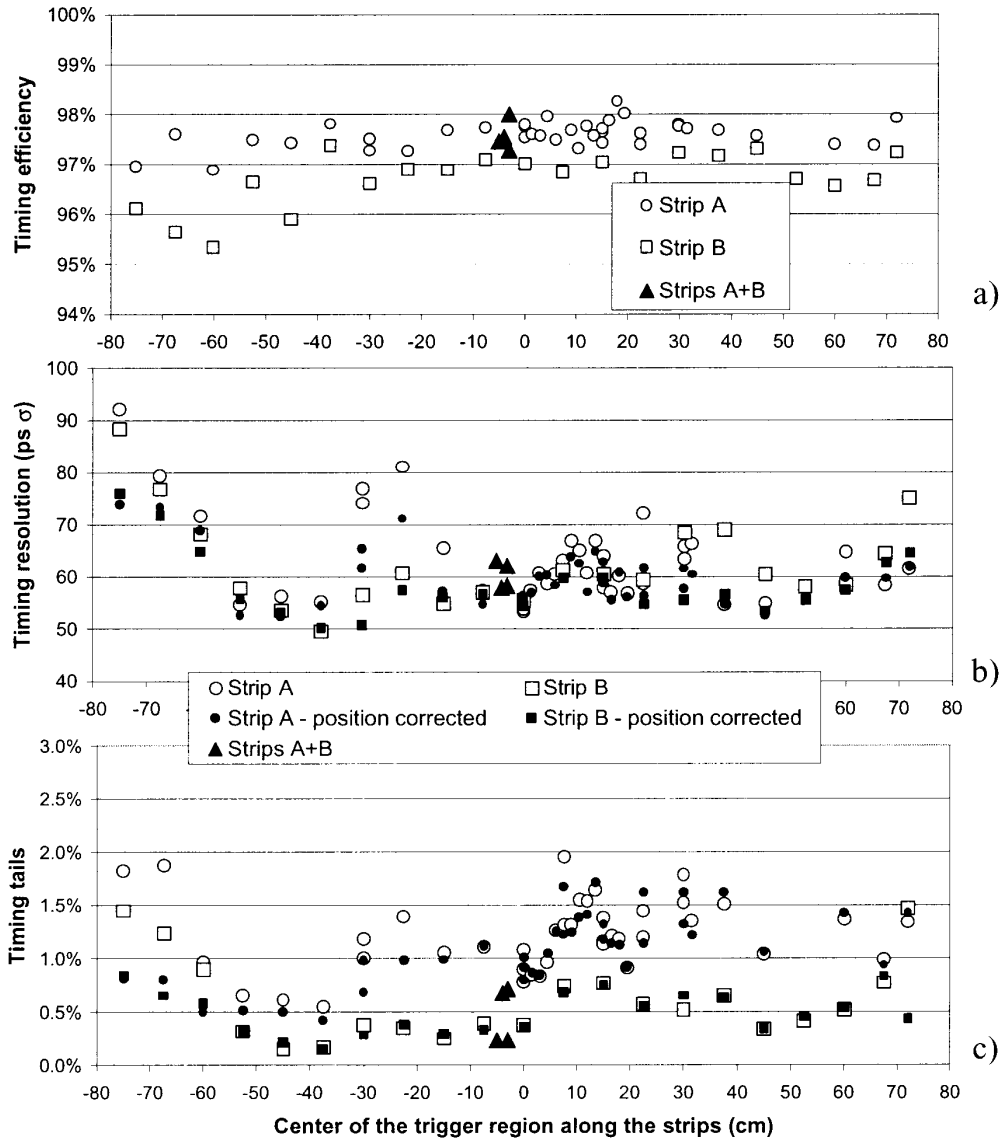 100%
99%
98%
97%
96%
95%
94%
Timing efficiency
Strip A
Strip B
Strips A+B
a)
-80 -70 -60 -50 -40 -30 -20 -10 0 10 20 30 40 50 60 70 80
100
90
80
70
60
50
40
Timing resolution (ps σ)
b)
-80 -70 60 70 80
Strip A Strip B
Strip A - position corrected Strip B - position corrected
Strips A+B
3.0%
2.5%
2.0%
1.5%
1.0%
0.5%
0.0%
Timing tails
c)
-80 -70 -60 -50 -40 -30 -20 -10 0 10 20 30 40 50 60 70 80
Center of the trigger region along the strips (cm)